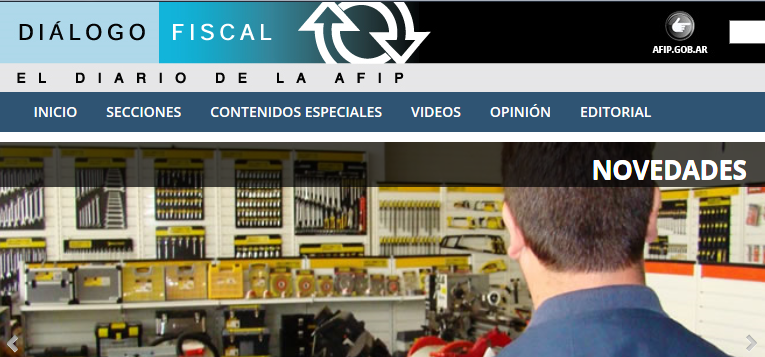 DIÁLOGO FISCAL
AFIP.GOB.AR
EL DIARIO DE LA AFIP
INICIO SECCIONES CONTENIDOS ESPECIALES VIDEOS OPINIÓN EDITORIAL
NOVEDADES